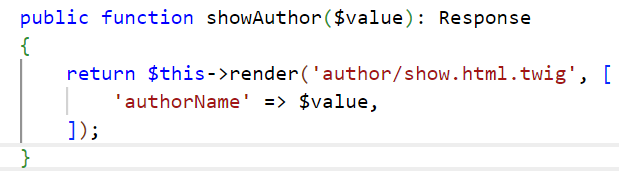 public function showAuthor($value): Response
{
    return $this->render('author/show.html.twig', [
        'authorName' => $value,
    ]);
}